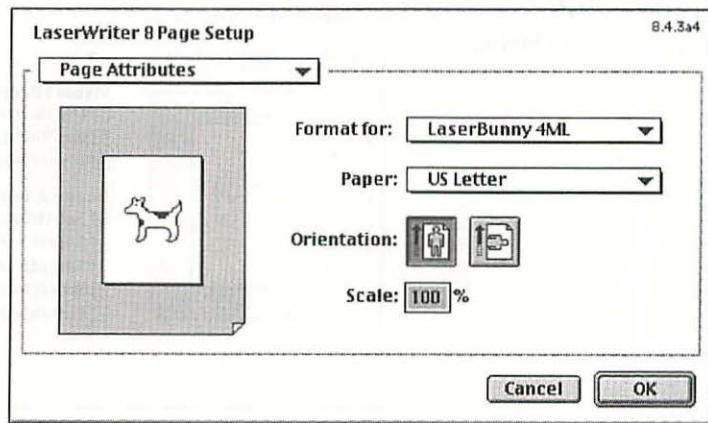 LaserWriter 8 Page Setup
8.4.3a4
Page Attributes
Format for: LaserBunny 4ML
Paper: US Letter
Orientation:
Scale: 100 %
Cancel OK